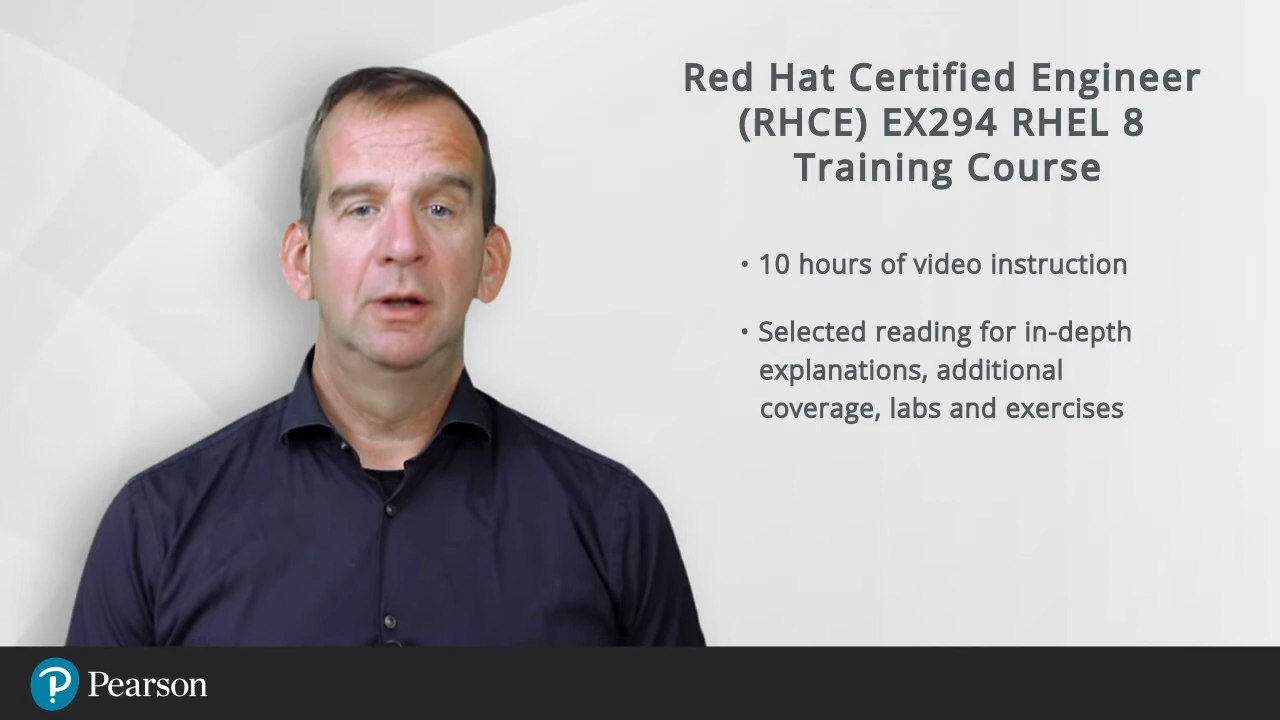 Red Hat Certified Engineer
(RHCE) EX294 RHEL 8
Training Course
• 10 hours of video instruction
• Selected reading for in-depth
explanations, additional
coverage, labs and exercises
Pearson